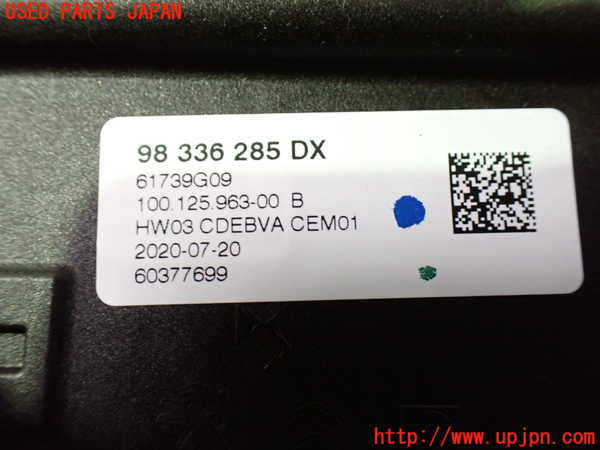 USED PARTS JAPAN
98 336 285 DX
61739G09
100.125.963-00 B
HW03 CDEBVA CEM01
2020-07-20
60377699
UPJ
http://www.upjpn.com/